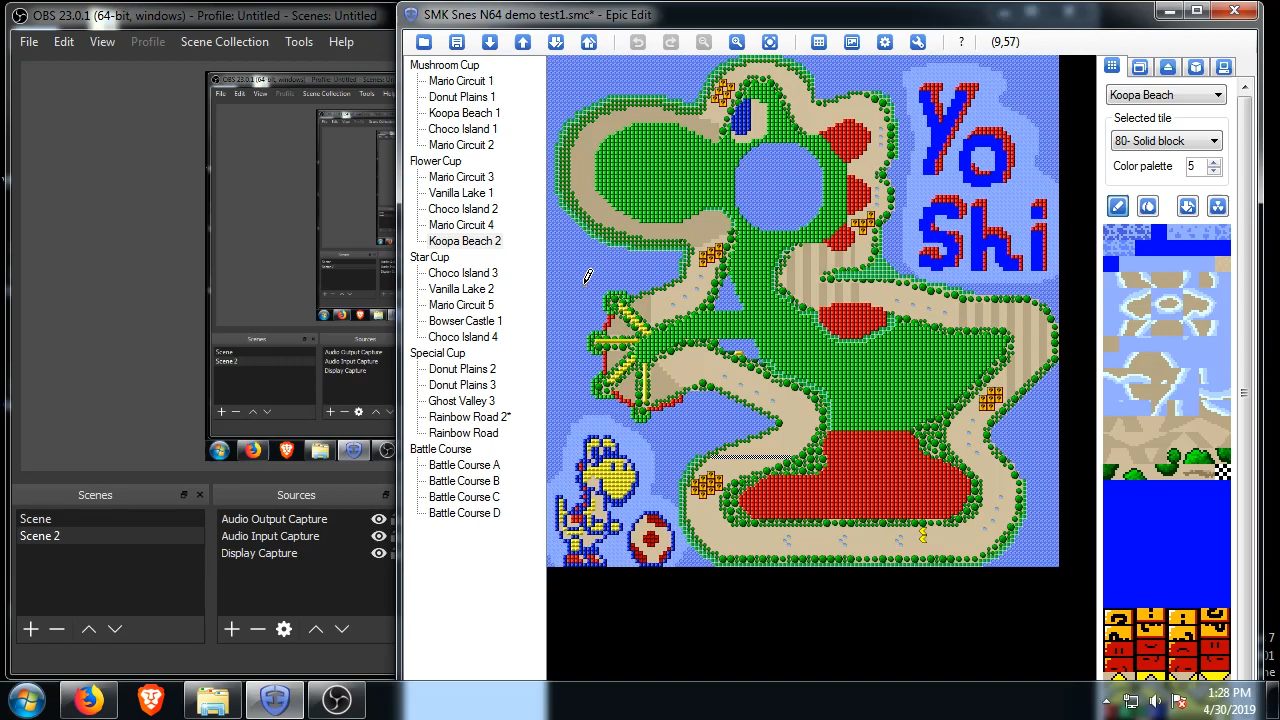 OBS 23.0.1 (64-bit, windows) - Profile: Untitled - Scenes: Untitled
File Edit View Profile Scene Collection Tools Help
Scenes
Sources
Scene
Scene 2
Audio Output Capture
Audio Input Capture
Display Capture
SMK Snes N64 demo test1.smc* - Epic Edit
? (9,57)
Mushroom Cup
Mario Circuit 1
Donut Plains 1
Koopa Beach 1
Choco Island 1
Mario Circuit 2
Flower Cup
Mario Circuit 3
Vanilla Lake 1
Choco Island 2
Mario Circuit 4
Koopa Beach 2
Star Cup
Choco Island 3
Vanilla Lake 2
Mario Circuit 5
Bowser Castle 1
Choco Island 4
Special Cup
Donut Plains 2
Donut Plains 3
Ghost Valley 3
Rainbow Road 2*
Rainbow Road
Battle Course
Battle Course A
Battle Course B
Battle Course C
Battle Course D
Yo
Shi
Koopa Beach
Selected tile
80- Solid block
Color palette 5
1:28 PM
4/30/2019